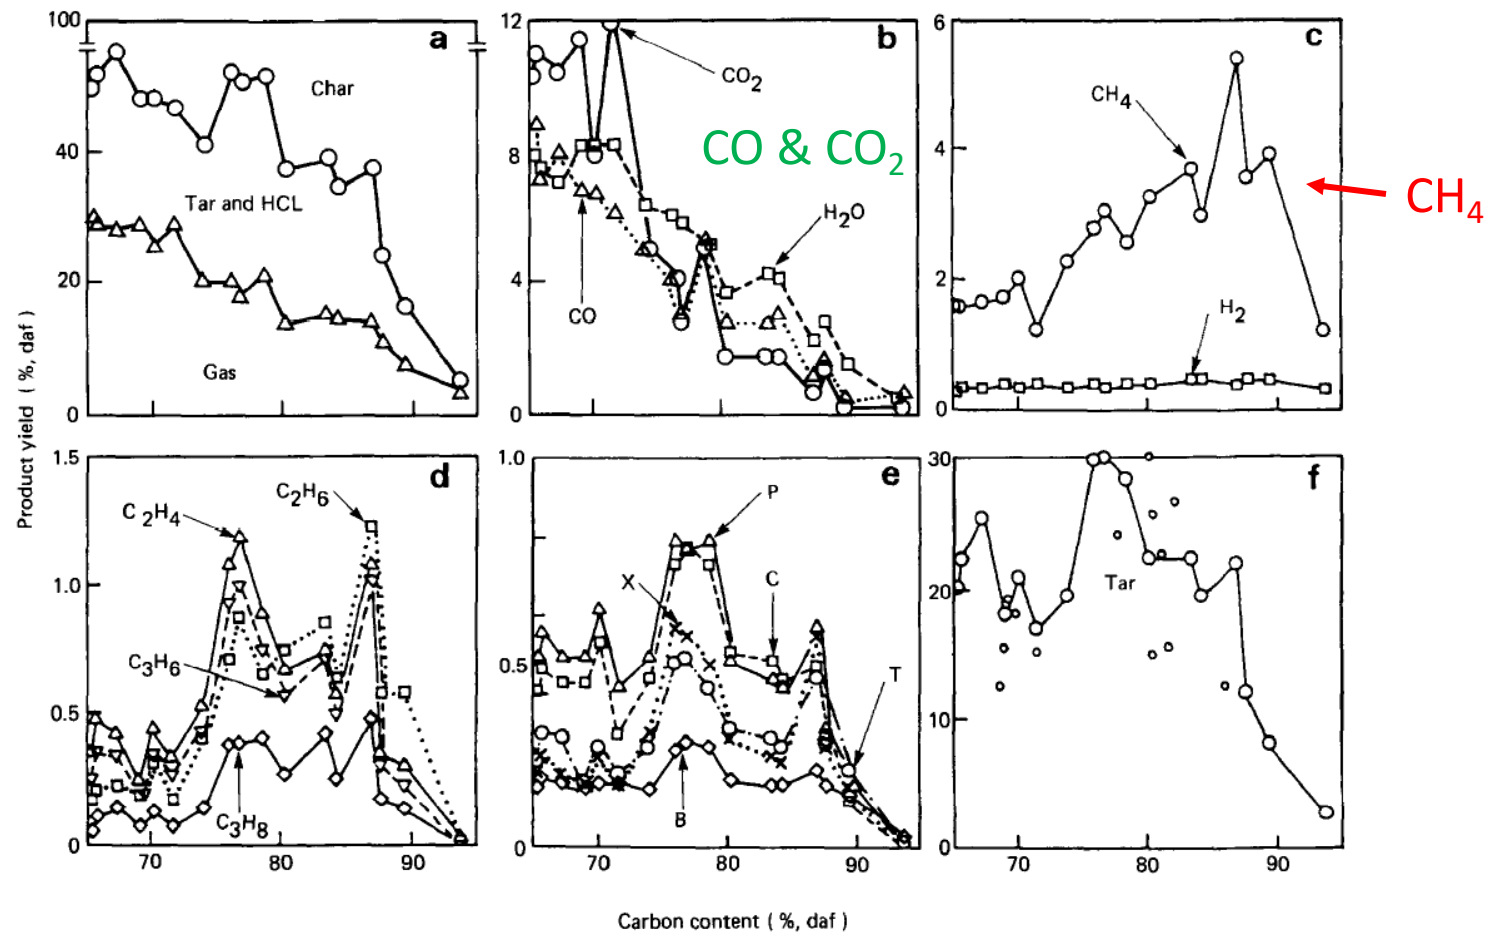 Product yield ( %, daf )
100
40
20
0
a
Char
Tar and HCL
Gas
12
8
4
0
b
CO2
CO & CO2
H2O
CO
6
4
2
0
c
CH4
H2
CH4
1.5
1.0
0.5
0
70
80
90
d
C2H6
C2H4
C3H6
C3H8
1.0
0.5
0
70
80
90
e
P
X
C
T
B
30
20
10
0
70
80
90
f
Tar
Carbon content ( %, daf )